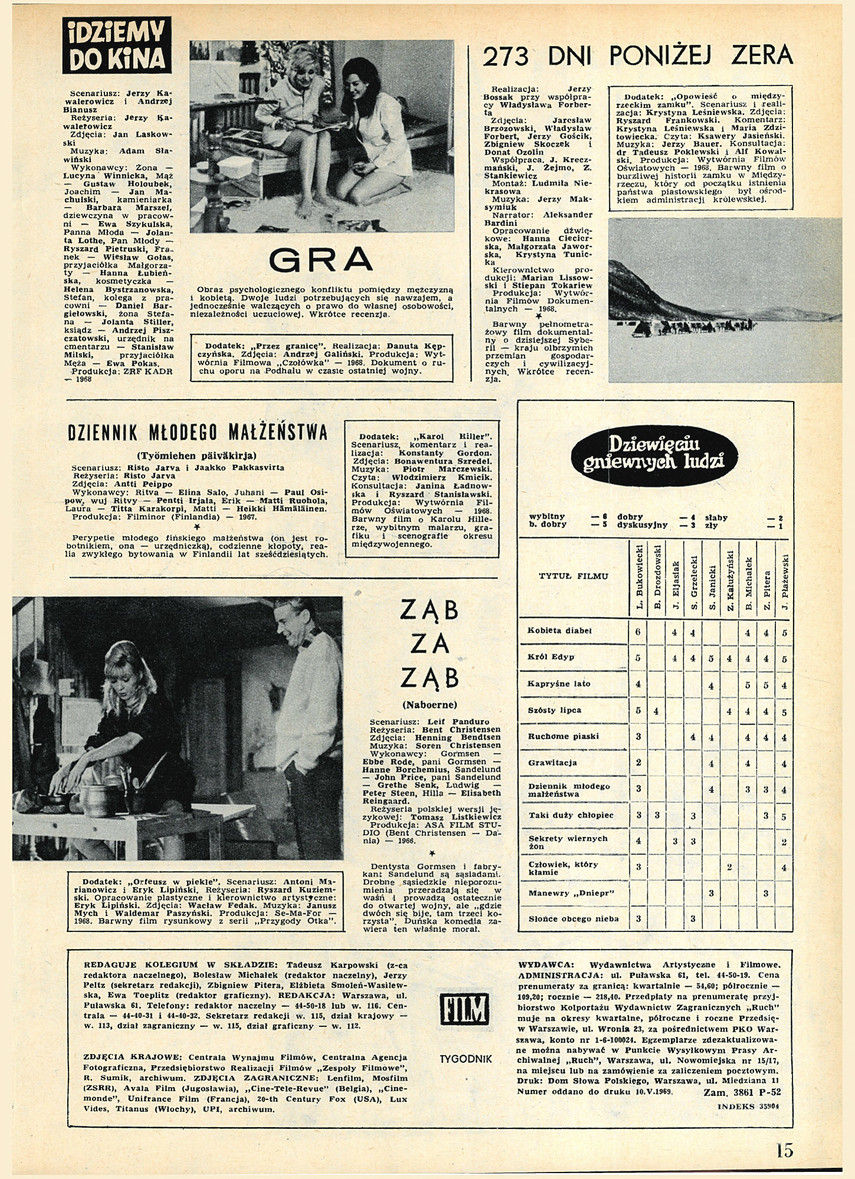 iDZiEMY
DO KiNA
Scenariusz: Jerzy Ka-
walerowicz i Andrzej
Bianusz
Reżyseria: Jerzy Ka-
walerowicz
Zdjęcia: Jan Laskow-
ski
Muzyka: Adam Sła-
wiński
Wykonawcy: Żona —
Lucyna Winnicka, Mąż
— Gustaw Holoubek,
Joachim — Jan Ma-
chulski, kamieniarka
— Barbara Marszel,
dziewczyna w pracow-
ni — Ewa Szykulska,
Panna Młoda — Jolan-
ta Lothe, Pan Młody —
Ryszard Pietruski, Fra-
nek — Wiesław Gołas,
przyjaciółka Małgorza-
ty — Hanna Łubień-
ska, kosmetyczka —
Helena Bystrzanowska,
Stefan, kolega z pra-
cowni — Daniel Bar-
giełowski, żona Stefa-
na — Jolanta Stiller,
ksiądz — Andrzej Pisz-
czatowski, urzędnik na
cmentarzu — Stanisław
Milski, przyjaciółka
Męża — Ewa Pokas.
Produkcja: ZRF KADR
— 1968
GRA
Obraz psychologicznego konfliktu pomiędzy mężczyzną
i kobietą. Dwoje ludzi potrzebujących się nawzajem, a
jednocześnie walczących o prawo do własnej osobowości,
niezależności uczuciowej. Wkrótce recenzja.
Dodatek: „Przez granicę". Realizacja: Danuta Kęp-
czyńska. Zdjęcia: Andrzej Galiński. Produkcja: Wyt-
wórnia Filmowa „Czołówka" — 1968. Dokument o ru-
chu oporu na Podhalu w czasie ostatniej wojny.
273 DNI PONIŻEJ ZERA
Realizacja: Jerzy
Bossak przy współpra-
cy Władysława Forber-
ta
Zdjęcia: Jarosław
Brzozowski, Władysław
Forbert, Jerzy Gościk,
Zbigniew Skoczek i
Donat Ozolin
Współpraca, J. Krecz-
mański, J. Żejmo, Z.
Stankiewicz
Montaż: Ludmiła Nie-
krasowa
Muzyka: Jerzy Mak-
symiuk
Narrator: Aleksander
Bardini
Opracowanie dźwię-
kowe: Hanna Ciecier-
ska, Małgorzata Jawor-
ska, Krystyna Tunic-
ka
Kierownictwo pro-
dukcji: Marian Lissow-
ski i Stiepan Tokariew
Produkcja: Wytwór-
nia Filmów Dokumen-
talnych — 1968.
★
Barwny pełnometra-
żowy film dokumental-
ny o dzisiejszej Sybe-
rii — kraju olbrzymich
przemian gospodar-
czych i cywilizacyj-
nych. Wkrótce recen-
zja.
Dodatek: „Opowieść o między-
rzeckim zamku". Scenariusz i reali-
zacja: Krystyna Leśniewska. Zdjęcia:
Ryszard Frankowski. Komentarz:
Krystyna Leśniewska i Maria Zdzi-
towiecka. Czyta: Ksawery Jasieński.
Muzyka: Jerzy Bauer. Konsultacja:
dr Tadeusz Poklewski i Alf Kowal-
ski, Produkcja: Wytwórnia Filmów
Oświatowych — 1968. Barwny film o
burzliwej historii zamku w Między-
rzeczu, który od początku istnienia
państwa piastowskiego był ośrod-
kiem administracji królewskiej.
DZIENNIK MŁODEGO MAŁŻEŃSTWA
(Työmiehen päiväkirja)
Scenariusz: Risto Jarva i Jaakko Pakkasvirta
Reżyseria: Risto Jarva
Zdjęcia: Antti Peippo
Wykonawcy: Ritva — Elina Salo, Juhani — Paul Osi-
pow, wuj Ritvy — Pentti Irjala, Erik — Matti Ruohola,
Laura — Titta Karakorpi, Matti — Heikki Hämäläinen.
Produkcja: Filminor (Finlandia) — 1967.
★
Perypetie młodego fińskiego małżeństwa (on jest ro-
botnikiem, ona — urzędniczką), codzienne kłopoty, rea-
lia zwykłego bytowania w Finlandii lat sześćdziesiątych.
Dodatek: „Karol Hiller".
Scenariusz, komentarz i rea-
lizacja: Konstanty Gordon.
Zdjęcia: Bonawentura Szredel.
Muzyka: Piotr Marczewski.
Czyta: Włodzimierz Kmicik.
Konsultacja: Janina Ładnow-
ska i Ryszard Stanisławski.
Produkcja: Wytwórnia Fil-
mów Oświatowych — 1968.
Barwny film o Karolu Hille-
rze, wybitnym malarzu, gra-
fiku i scenografie okresu
międzywojennego.
ZĄB
ZA
ZĄB
(Naboerne)
Scenariusz: Leif Panduro
Reżyseria: Bent Christensen
Zdjęcia: Henning Bendtsen
Muzyka: Soren Christensen
Wykonawcy: Gormsen —
Ebbe Rode, pani Gormsen —
Hanne Borchemius, Sandelund
— John Price, pani Sandelund
— Grethe Senk, Ludwig —
Peter Steen, Hilla — Elisabeth
Reingaard.
Reżyseria polskiej wersji ję-
zykowej: Tomasz Listkiewicz
Produkcja: ASA FILM STU-
DIO (Bent Christensen — Da-
nia) — 1966.
★
Dentysta Gormsen i fabry-
kant Sandelund są sąsiadami.
Drobne sąsiedzkie nieporozu-
mienia przeradzają się w
waśń i prowadzą ostatecznie
do otwartej wojny, ale „gdzie
dwóch się bije, tam trzeci ko-
rzysta". Duńska komedia za-
wiera ten właśnie morał.
Dodatek: „Orfeusz w piekle". Scenariusz: Antoni Ma-
rianowicz i Eryk Lipiński. Reżyseria: Ryszard Kuziem-
ski. Opracowanie plastyczne i kierownictwo artystyczne:
Eryk Lipiński. Zdjęcia: Wacław Fedak. Muzyka: Janusz
Mych i Waldemar Paszyński. Produkcja: Se-Ma-For —
1968. Barwny film rysunkowy z serii „Przygody Otka".
Dziewięciu
gniewnych ludzi
wybitny — 6 dobry — 4 słaby — 2
b. dobry — 5 dyskusyjny — 3 zły — 1
TYTUŁ FILMU L. Bukowiecki B. Drozdowski J. Eljasiak S. Grzelecki S. Janicki Z. Kałużyński B. Michałek Z. Pitera J. Płażewski
Kobieta diabeł 6 4 4 4 4 5
Król Edyp 5 4 4 5 4 4 4 5
Kapryśne lato 4 4 5 5 4
Szósty lipca 5 4 4 4 4 5
Ruchome piaski 3 4 4 4 4 4
Grawitacja 2 4 4 4
Dziennik młodego
małżeństwa 3 4 3 3 4
Taki duży chłopiec 3 3 3 3 5
Sekrety wiernych
żon 4 3 3 2
Człowiek, który
kłamie 3 2 4
Manewry „Dniepr" 3 3
Słońce obcego nieba 3 3
REDAGUJE KOLEGIUM W SKŁADZIE: Tadeusz Karpowski (z-ca
redaktora naczelnego), Bolesław Michałek (redaktor naczelny), Jerzy
Peltz (sekretarz redakcji), Zbigniew Pitera, Elżbieta Smoleń-Wasilew-
ska, Ewa Toeplitz (redaktor graficzny). REDAKCJA: Warszawa, ul.
Puławska 61. Telefony: redaktor naczelny — 44-50-18 lub w. 116. Cen-
trala — 44-40-31 i 44-40-32. Sekretarz redakcji w. 115, dział krajowy —
w. 113, dział zagraniczny — w. 115, dział graficzny — w. 112.
ZDJĘCIA KRAJOWE: Centrala Wynajmu Filmów, Centralna Agencja
Fotograficzna, Przedsiębiorstwo Realizacji Filmów „Zespoły Filmowe",
R. Sumik, archiwum. ZDJĘCIA ZAGRANICZNE: Lenfilm, Mosfilm
(ZSRR), Avala Film (Jugosławia), „Cine-Tele-Revue" (Belgia), „Cine-
monde", Unifrance Film (Francja), 20-th Century Fox (USA), Lux
Vides, Titanus (Włochy), UPI, archiwum.
FILM
TYGODNIK
WYDAWCA: Wydawnictwa Artystyczne i Filmowe.
ADMINISTRACJA: ul. Puławska 61, tel. 44-50-19. Cena
prenumeraty za granicą: kwartalnie — 54,60; półrocznie —
109,20; rocznie — 218,40. Przedpłaty na prenumeratę przyj-
biorstwo Kolportażu Wydawnictw Zagranicznych „Ruch"
muje na okresy kwartalne, półroczne i roczne Przedsię-
w Warszawie, ul. Wronia 23, za pośrednictwem PKO War-
szawa, konto nr 1-6-100024. Egzemplarze zdezaktualizowa-
ne można nabywać w Punkcie Wysyłkowym Prasy Ar-
chiwalnej „Ruch", Warszawa, ul. Nowomiejska nr 15/17,
na miejscu lub na zamówienie za zaliczeniem pocztowym.
Druk: Dom Słowa Polskiego, Warszawa, ul. Miedziana 11
Numer oddano do druku 10.V.1969. Zam. 3861 P-52
INDEKS 35904
15